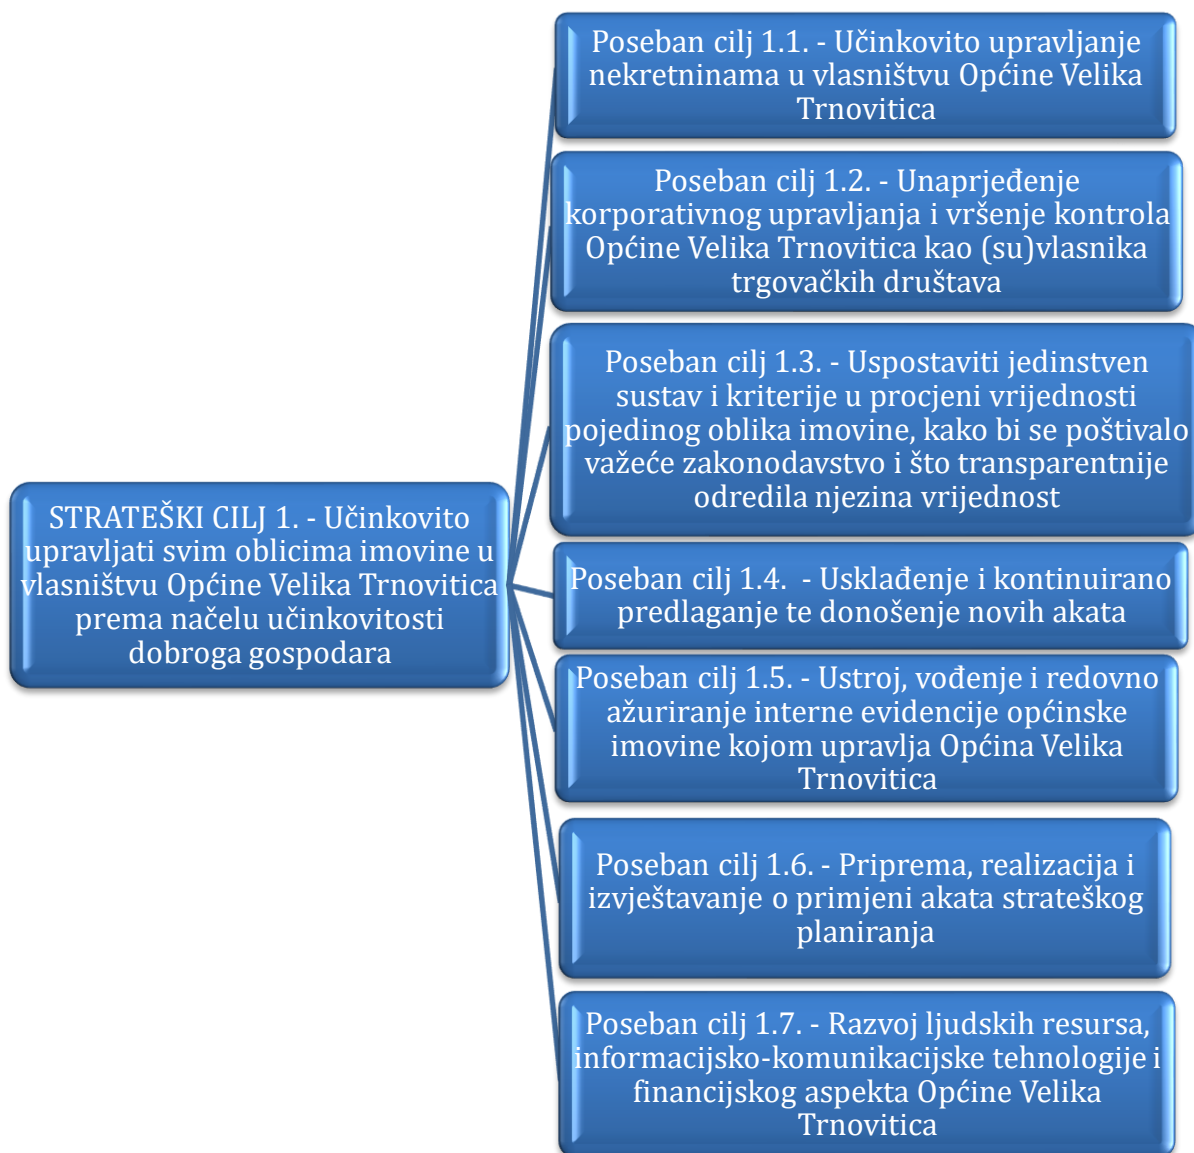 STRATEŠKI CILJ 1. - Učinkovito
upravljati svim oblicima imovine u
vlasništvu Općine Velika Trnovitica
prema načelu učinkovitosti
dobroga gospodara
Poseban cilj 1.1. - Učinkovito upravljanje
nekretninama u vlasništvu Općine Velika
Trnovitica
Poseban cilj 1.2. - Unaprjeđenje
korporativnog upravljanja i vršenje kontrola
Općine Velika Trnovitica kao (su)vlasnika
trgovačkih društava
Poseban cilj 1.3. - Uspostaviti jedinstven
sustav i kriterije u procjeni vrijednosti
pojedinog oblika imovine, kako bi se poštivalo
važeće zakonodavstvo i što transparentnije
odredila njezina vrijednost
Poseban cilj 1.4.  - Usklađenje i kontinuirano
predlaganje te donošenje novih akata
Poseban cilj 1.5. - Ustroj, vođenje i redovno
ažuriranje interne evidencije općinske
imovine kojom upravlja Općina Velika
Trnovitica
Poseban cilj 1.6. - Priprema, realizacija i
izvještavanje o primjeni akata strateškog
planiranja
Poseban cilj 1.7. - Razvoj ljudskih resursa,
informacijsko-komunikacijske tehnologije i
financijskog aspekta Općine Velika
Trnovitica